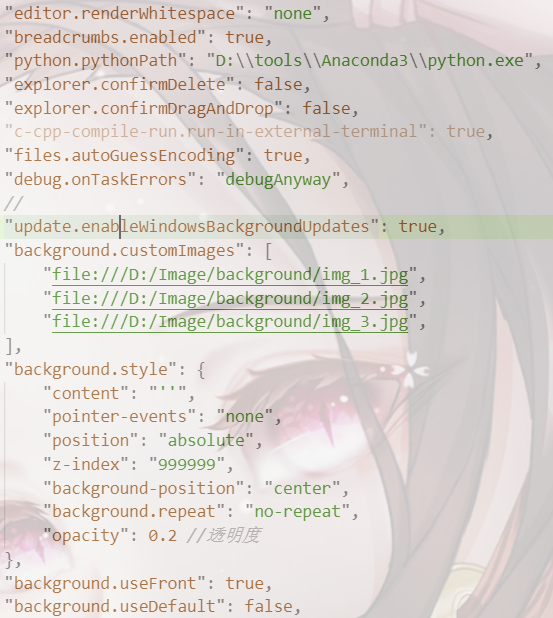 "editor.renderWhitespace": "none",
"breadcrumbs.enabled": true,
"python.pythonPath": "D:\\tools\\Anaconda3\\python.exe",
"explorer.confirmDelete": false,
"explorer.confirmDragAndDrop": false,
"c-cpp-compile-run.run-in-external-terminal": true,
"files.autoGuessEncoding": true,
"debug.onTaskErrors": "debugAnyway",
//
"update.enableWindowsBackgroundUpdates": true,
"background.customImages": [
    "file:///D:/Image/background/img_1.jpg",
    "file:///D:/Image/background/img_2.jpg",
    "file:///D:/Image/background/img_3.jpg",
],
"background.style": {
    "content": "''",
    "pointer-events": "none",
    "position": "absolute",
    "z-index": "999999",
    "background-position": "center",
    "background.repeat": "no-repeat",
    "opacity": 0.2 //透明度
},
"background.useFront": true,
"background.useDefault": false,